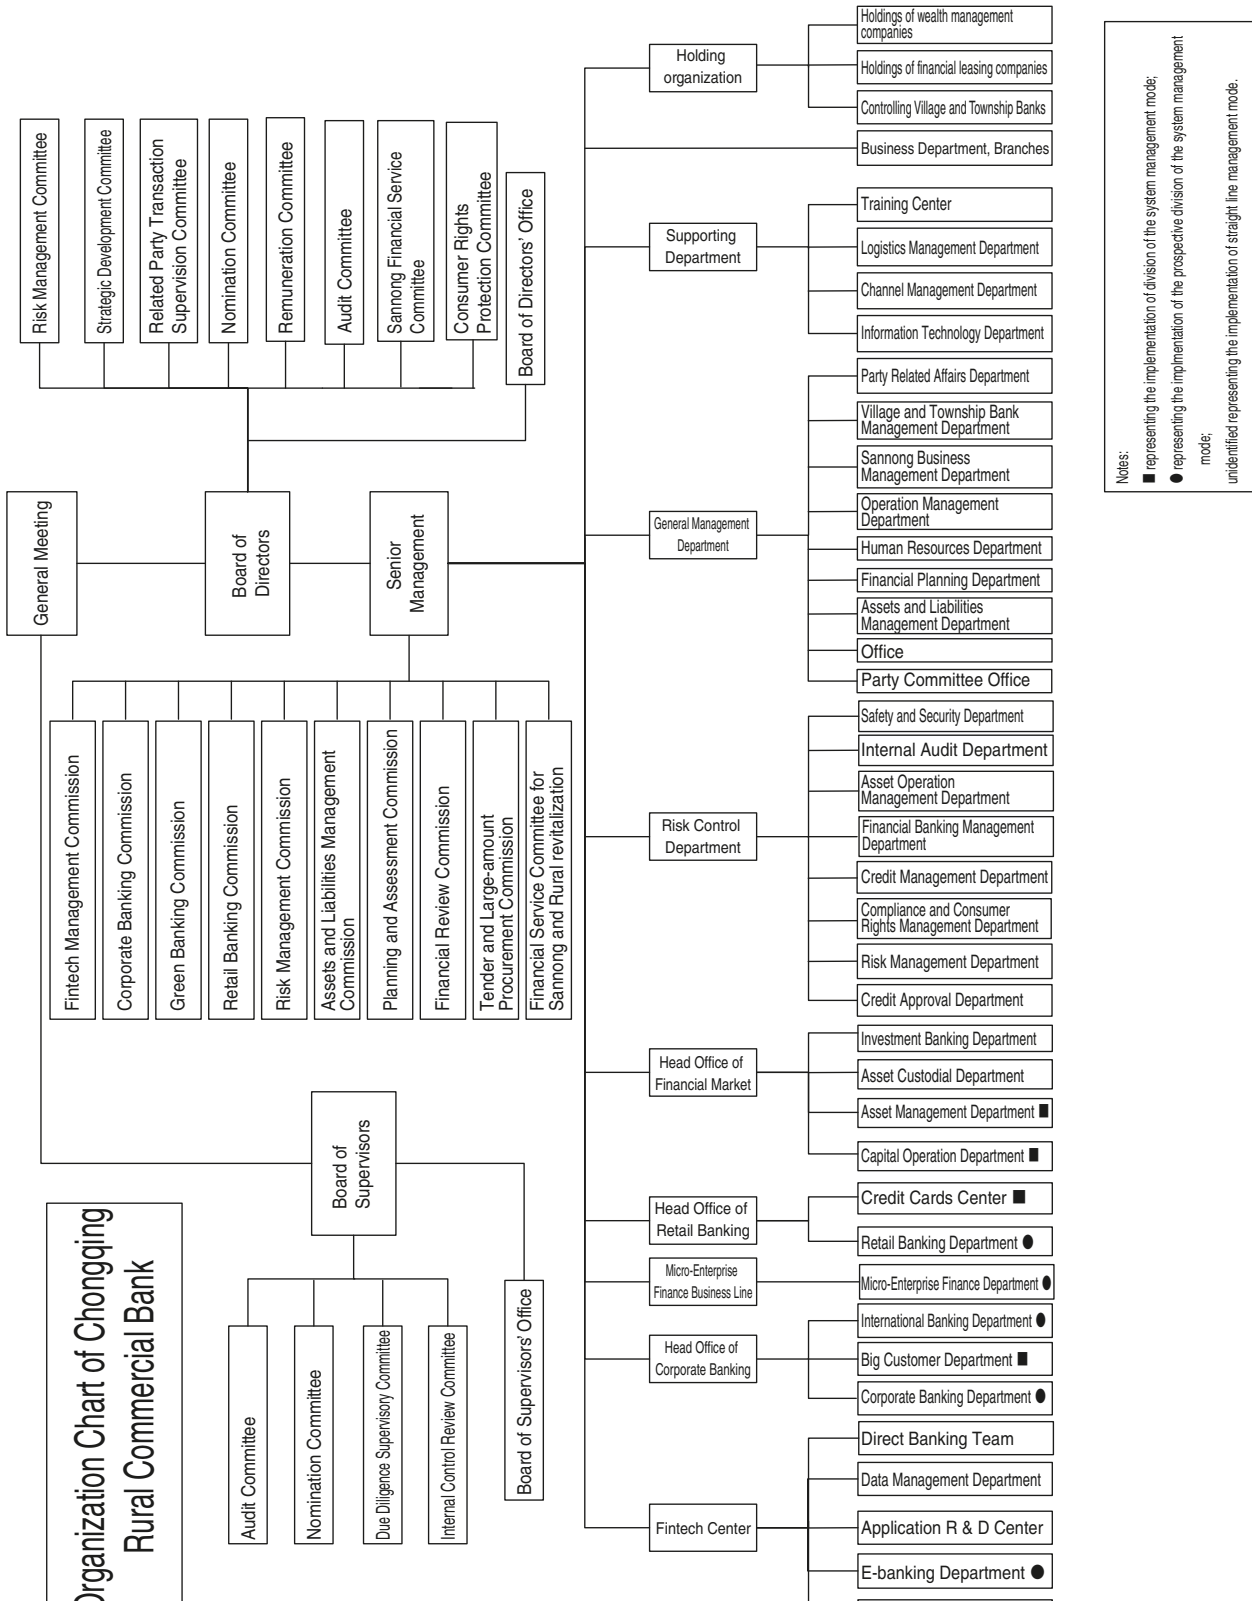 Organization Chart of Chongqing
Rural Commercial Bank
General Meeting
Board of
Directors
Senior
Management
Board of
Supervisors
Risk Management Committee
Strategic Development Committee
Related Party Transaction
Supervision Committee
Nomination Committee
Remuneration Committee
Audit Committee
Sannong Financial Service
Committee
Consumer Rights
Protection Committee
Board of Directors' Office
Fintech Management Commission
Corporate Banking Commission
Green Banking Commission
Retail Banking Commission
Risk Management Commission
Assets and Liabilities Management
Commission
Planning and Assessment Commission
Financial Review Commission
Tender and Large-amount
Procurement Commission
Financial Service Committee for
Sannong and Rural revitalization
Audit Committee
Nomination Committee
Due Diligence Supervisory Committee
Internal Control Review Committee
Board of Supervisors' Office
Holding
organization
Holdings of wealth management
companies
Holdings of financial leasing companies
Controlling Village and Township Banks
Business Department, Branches
Supporting
Department
Training Center
Logistics Management Department
Channel Management Department
Information Technology Department
General Management
Department
Party Related Affairs Department
Village and Township Bank
Management Department
Sannong Business
Management Department
Operation Management
Department
Human Resources Department
Financial Planning Department
Assets and Liabilities
Management Department
Office
Party Committee Office
Risk Control
Department
Safety and Security Department
Internal Audit Department
Asset Operation
Management Department
Financial Banking Management
Department
Credit Management Department
Compliance and Consumer
Rights Management Department
Risk Management Department
Credit Approval Department
Head Office of
Financial Market
Investment Banking Department
Asset Custodial Department
Asset Management Department ■
Capital Operation Department ■
Head Office of
Retail Banking
Credit Cards Center ■
Retail Banking Department ●
Micro-Enterprise
Finance Business Line
Micro-Enterprise Finance Department ●
Head Office of
Corporate Banking
International Banking Department ●
Big Customer Department ■
Corporate Banking Department ●
Fintech Center
Direct Banking Team
Data Management Department
Application R & D Center
E-banking Department ●
Notes:
■ representing the implementation of division of the system management mode;
● representing the implmentation of the prospective division of the system management
mode;
unidentified representing the implementation of straight line management mode.